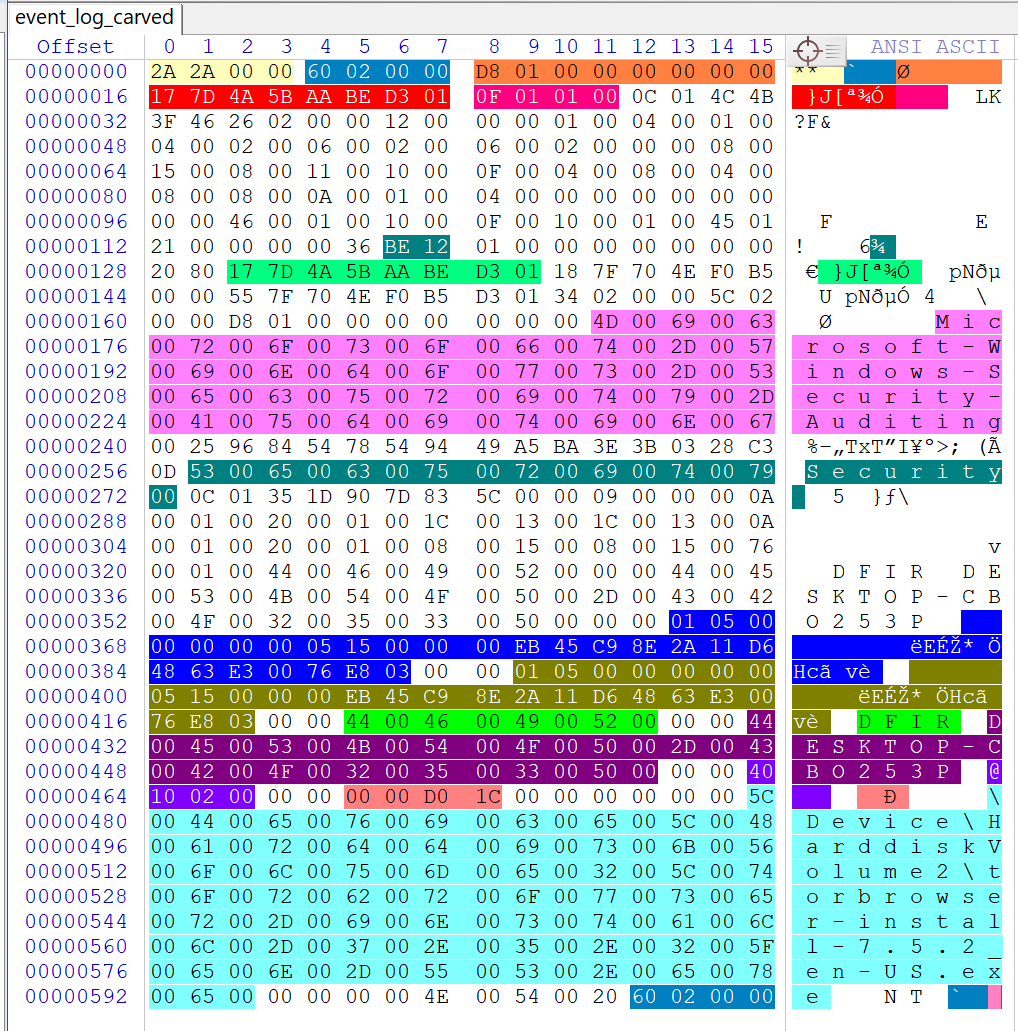 event_log_carved
Offset 0 1 2 3 4 5 6 7 8 9 10 11 12 13 14 15 ANSI ASCII
00000000 2A 2A 00 00 60 02 00 00 D8 01 00 00 00 00 00 00 ** ` Ø
00000016 17 7D 4A 5B AA BE D3 01 0F 01 01 00 0C 01 4C 4B }J[ª¾Ó LK
00000032 3F 46 26 02 00 00 12 00 00 00 01 00 04 00 01 00 ?F&
00000048 04 00 02 00 06 00 02 00 06 00 02 00 00 00 08 00
00000064 15 00 08 00 11 00 10 00 0F 00 04 00 08 00 04 00
00000080 08 00 08 00 0A 00 01 00 04 00 00 00 00 00 00 00
00000096 00 00 46 00 01 00 10 00 0F 00 10 00 01 00 45 01 F E
00000112 21 00 00 00 00 36 BE 12 01 00 00 00 00 00 00 00 ! 6¾
00000128 20 80 17 7D 4A 5B AA BE D3 01 18 7F 70 4E F0 B5 € }J[ª¾Ó pNðµ
00000144 00 00 55 7F 70 4E F0 B5 D3 01 34 02 00 00 5C 02 U pNðµÓ 4 \
00000160 00 00 D8 01 00 00 00 00 00 00 00 4D 00 69 00 63 Ø M i c
00000176 00 72 00 6F 00 73 00 6F 00 66 00 74 00 2D 00 57 r o s o f t - W
00000192 00 69 00 6E 00 64 00 6F 00 77 00 73 00 2D 00 53 i n d o w s - S
00000208 00 65 00 63 00 75 00 72 00 69 00 74 00 79 00 2D e c u r i t y -
00000224 00 41 00 75 00 64 00 69 00 74 00 69 00 6E 00 67 A u d i t i n g
00000240 00 25 96 84 54 78 54 94 49 A5 BA 3E 3B 03 28 C3 %–„TxT”I¥º>; (Ã
00000256 0D 53 00 65 00 63 00 75 00 72 00 69 00 74 00 79 S e c u r i t y
00000272 00 0C 01 35 1D 90 7D 83 5C 00 00 09 00 00 00 0A 5 }ƒ\
00000288 00 01 00 20 00 01 00 1C 00 13 00 1C 00 13 00 0A
00000304 00 01 00 20 00 01 00 08 00 15 00 08 00 15 00 76 v
00000320 00 01 00 44 00 46 00 49 00 52 00 00 00 44 00 45 D F I R D E
00000336 00 53 00 4B 00 54 00 4F 00 50 00 2D 00 43 00 42 S K T O P - C B
00000352 00 4F 00 32 00 35 00 33 00 50 00 00 00 01 05 00 O 2 5 3 P
00000368 00 00 00 00 05 15 00 00 00 EB 45 C9 8E 2A 11 D6 ëEÉŽ* Ö
00000384 48 63 E3 00 76 E8 03 00 00 00 01 05 00 00 00 00 Hcã vè
00000400 05 15 00 00 00 EB 45 C9 8E 2A 11 D6 48 63 E3 00 ëEÉŽ* ÖHcã
00000416 76 E8 03 00 00 00 44 00 46 00 49 00 52 00 00 00 44 vè D F I R D
00000432 00 45 00 53 00 4B 00 54 00 4F 00 50 00 2D 00 43 E S K T O P - C
00000448 00 42 00 4F 00 32 00 35 00 33 00 50 00 00 00 40 B O 2 5 3 P @
00000464 10 02 00 00 00 00 00 D0 1C 00 00 00 00 00 00 5C Ð \
00000480 00 44 00 65 00 76 00 69 00 63 00 65 00 5C 00 48 D e v i c e \ H
00000496 00 61 00 72 00 64 00 64 00 69 00 73 00 6B 00 56 a r d d i s k V
00000512 00 6F 00 6C 00 75 00 6D 00 65 00 32 00 5C 00 74 o l u m e 2 \ t
00000528 00 6F 00 72 00 62 00 72 00 6F 00 77 00 73 00 65 o r b r o w s e
00000544 00 72 00 2D 00 69 00 6E 00 73 00 74 00 61 00 6C r - i n s t a l
00000560 00 6C 00 2D 00 37 00 2E 00 35 00 2E 00 32 00 5F l - 7 . 5 . 2 _
00000576 00 65 00 6E 00 2D 00 55 00 53 00 2E 00 65 00 78 e n - U S . e x
00000592 00 65 00 00 00 00 00 4E 00 54 00 20 60 02 00 00 e N T `